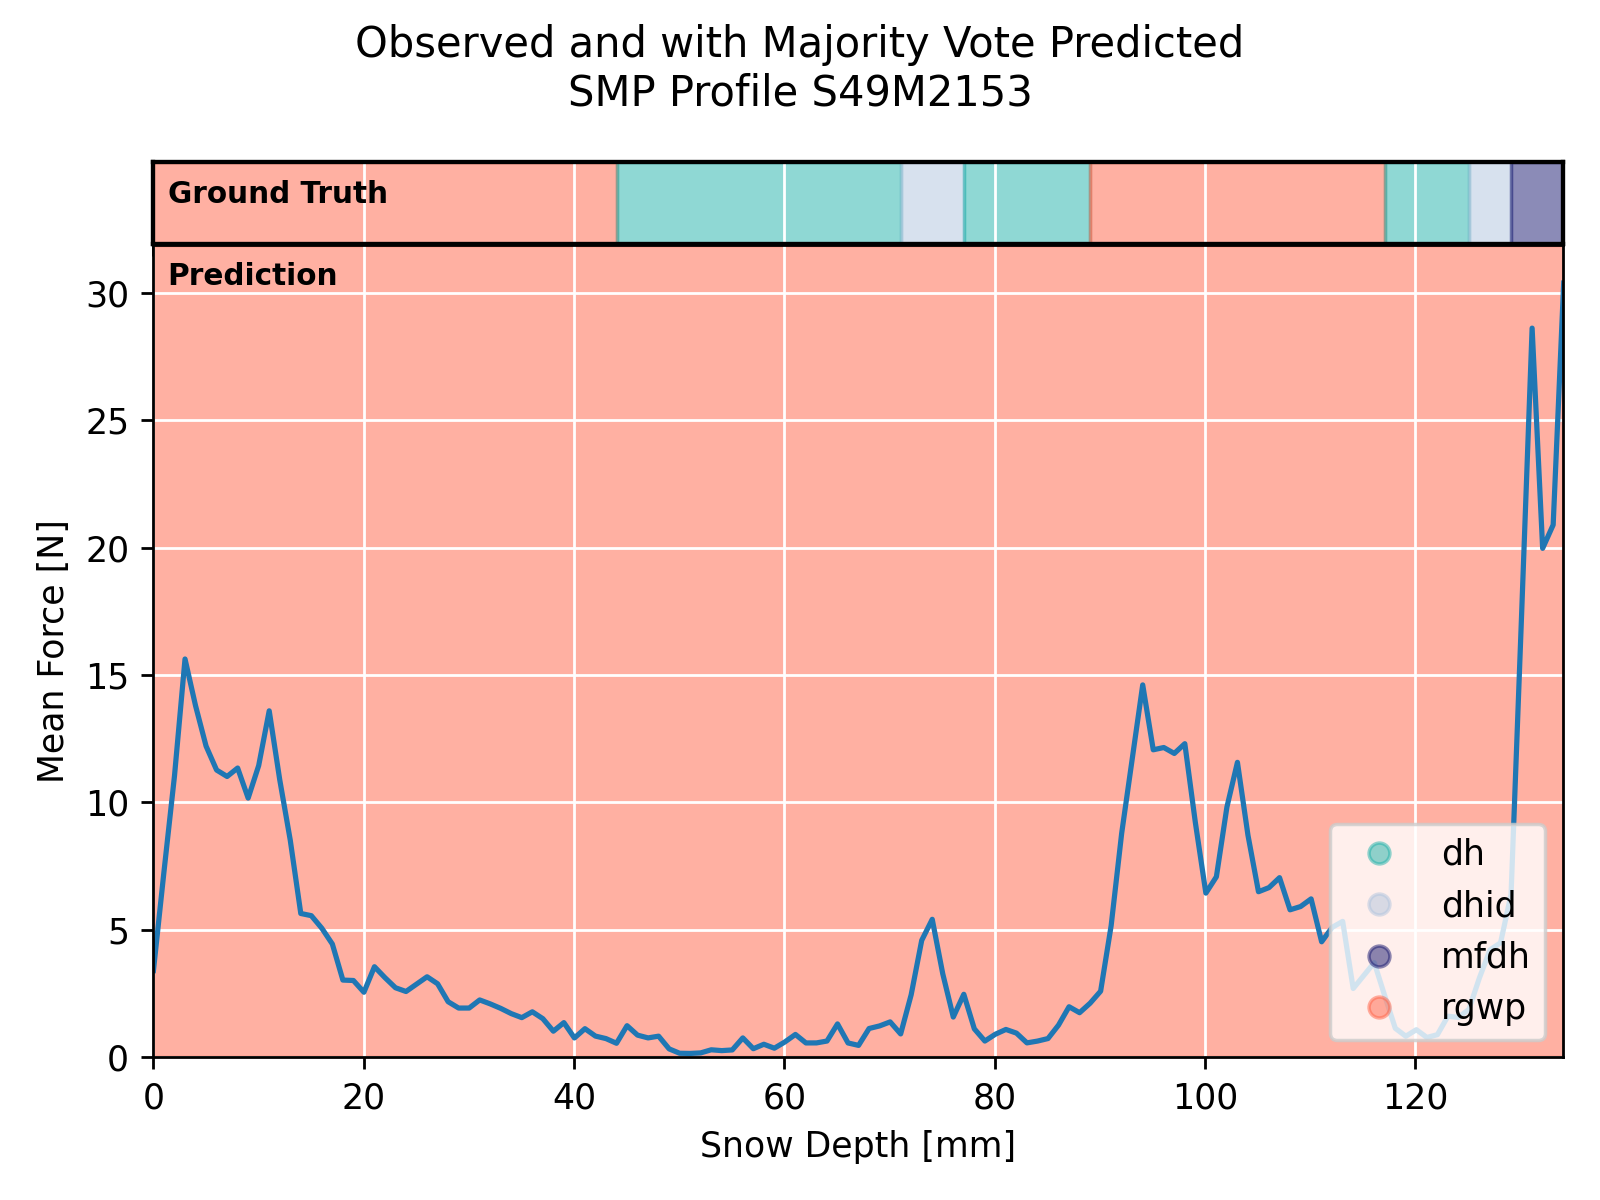 Observed and with Majority Vote Predicted
SMP Profile S49M2153
Ground Truth
Prediction
30
25
20
15
10
5
0
Mean Force [N]
0 20 40 60 80 100 120
Snow Depth [mm]
dh
dhid
mfdh
rgwp